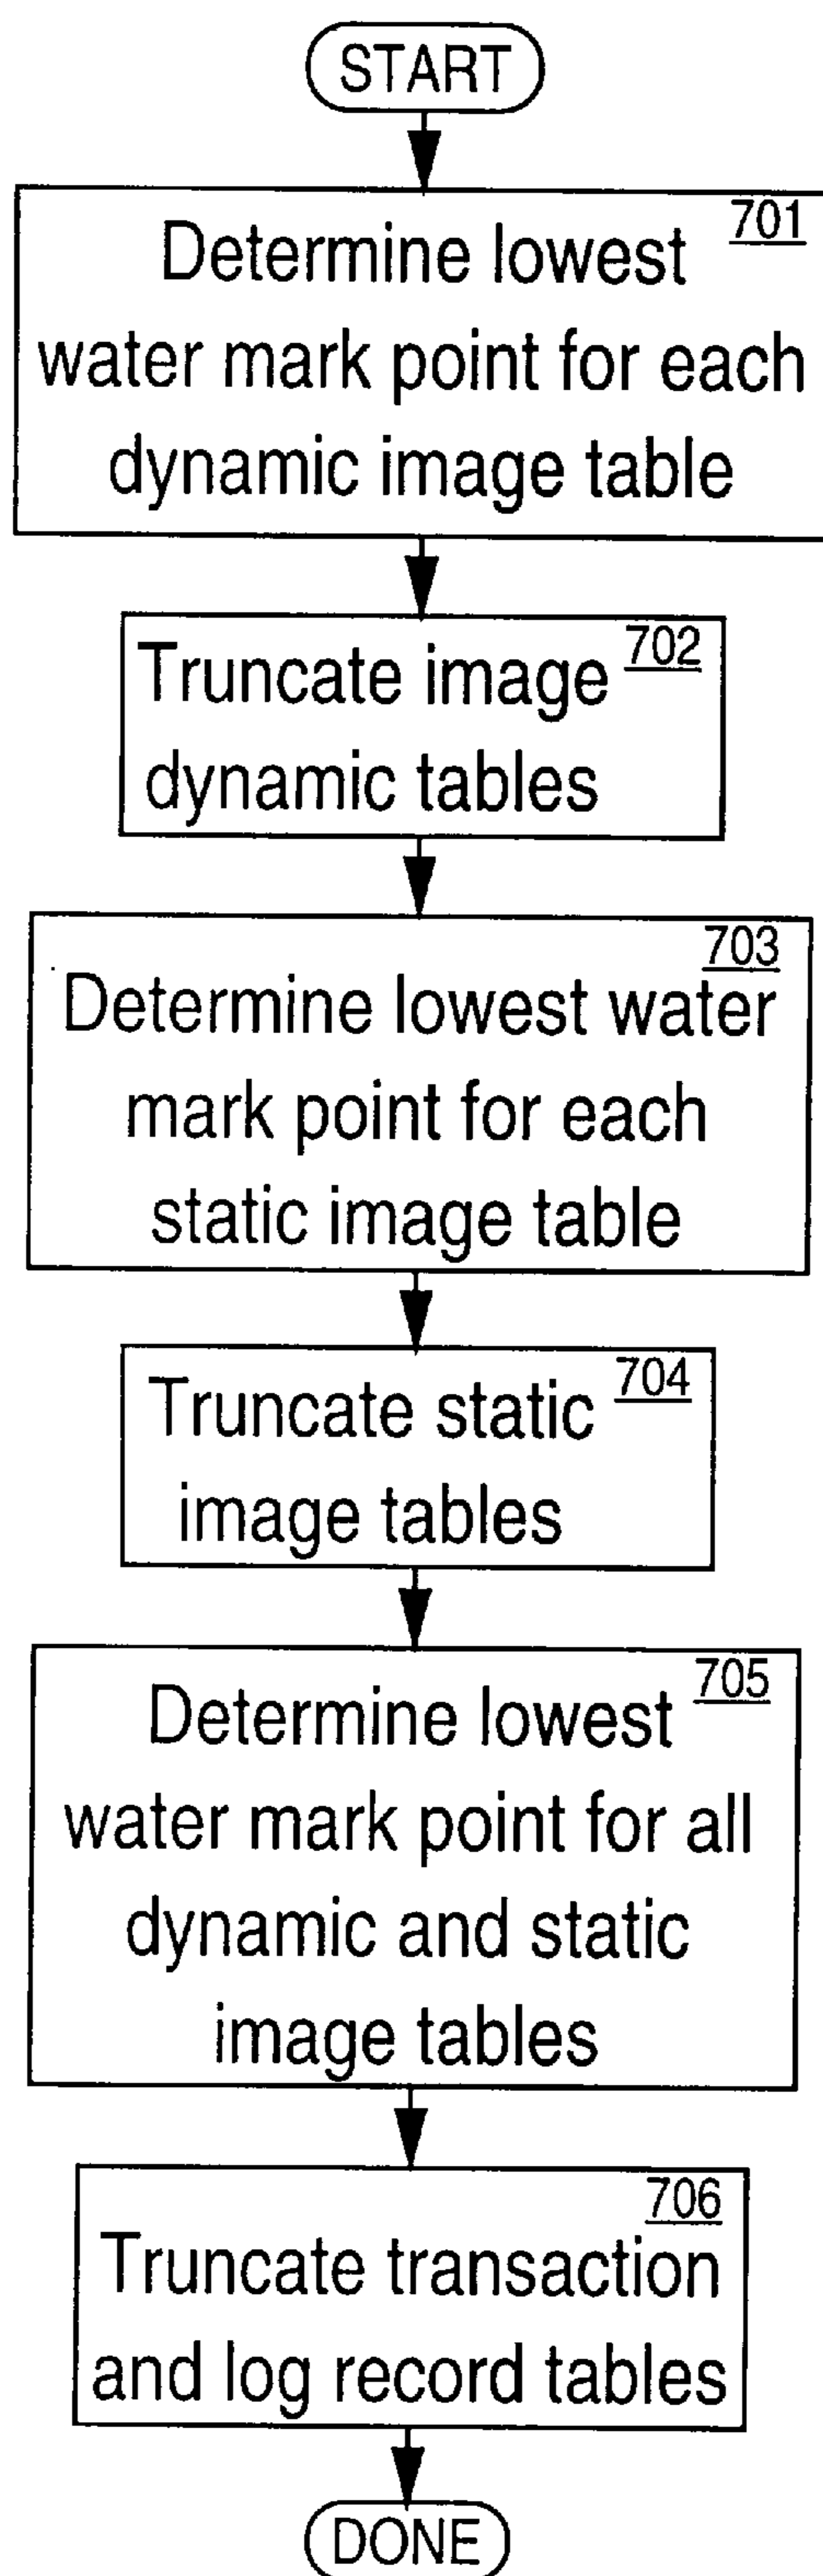 START
701
Determine lowest
water mark point for each
dynamic image table
702
Truncate image
dynamic tables
703
Determine lowest water
mark point for each
static image table
704
Truncate static
image tables
705
Determine lowest
water mark point for all
dynamic and static
image tables
706
Truncate transaction
and log record tables
DONE